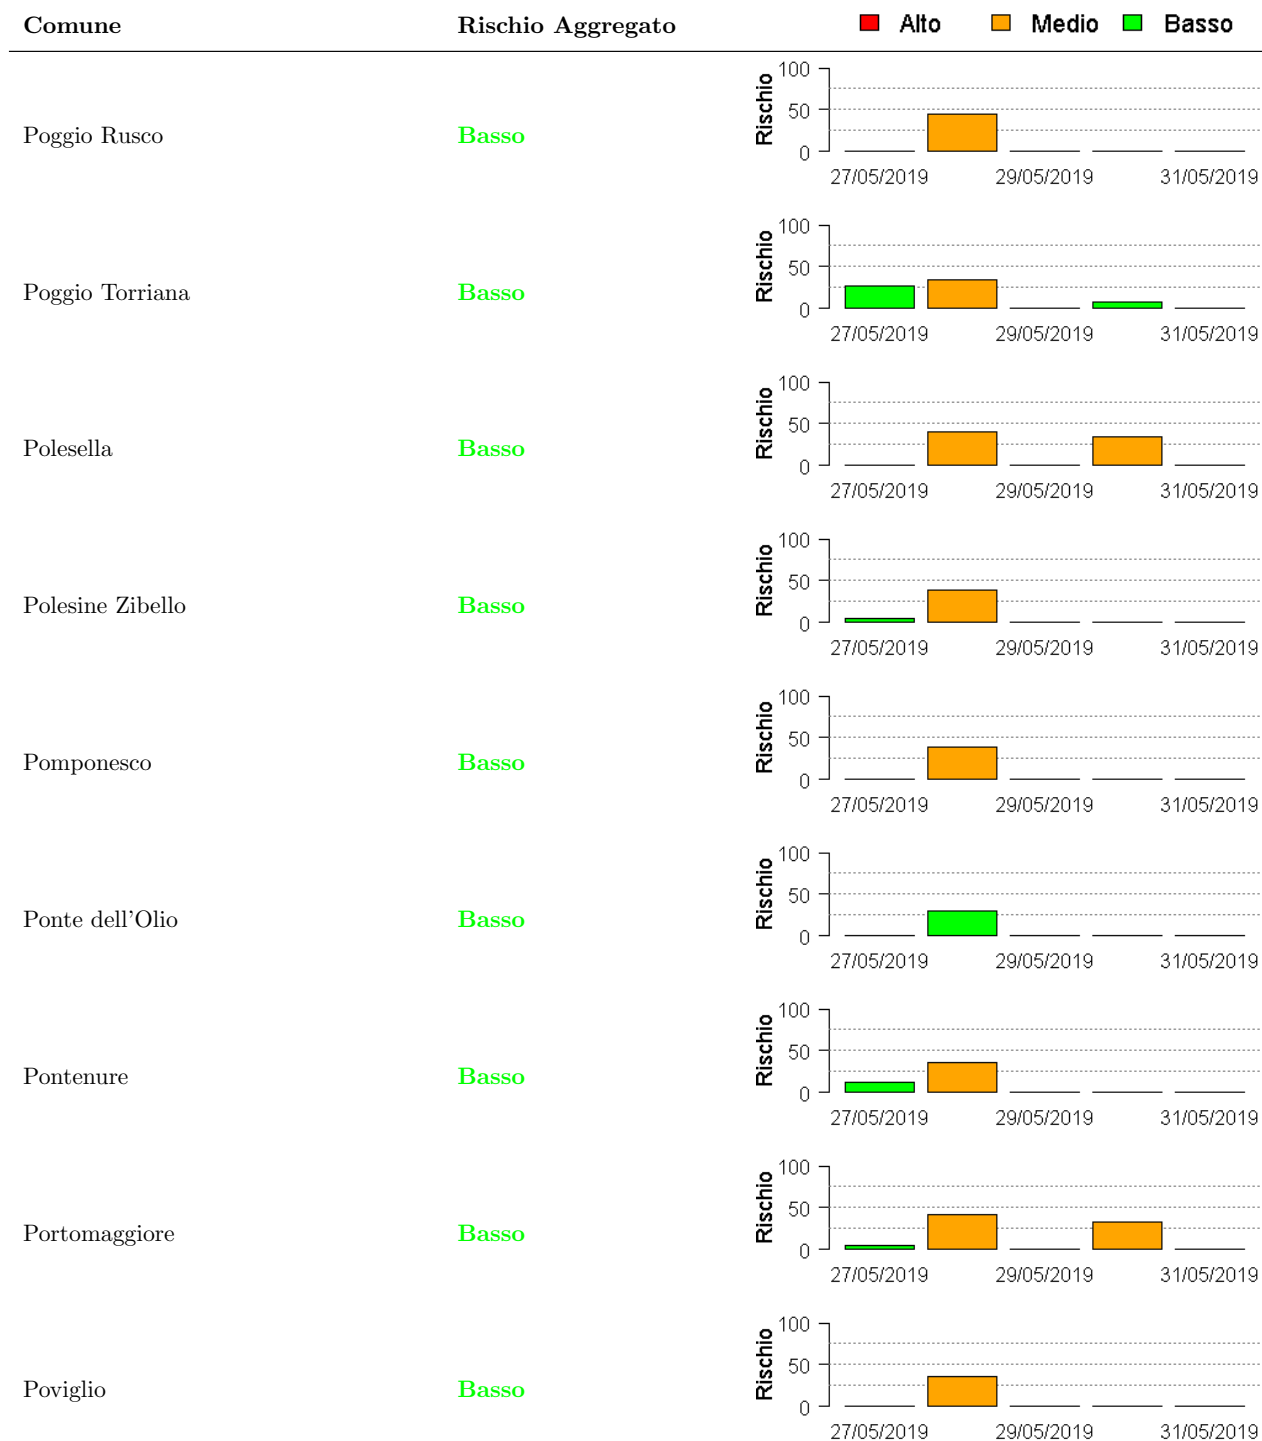 Comune Rischio Aggregato Alto Medio Basso
Poggio Rusco Basso Rischio 100 50 0
27/05/2019 29/05/2019 31/05/2019
Poggio Torriana Basso Rischio 100 50 0
27/05/2019 29/05/2019 31/05/2019
Polesella Basso Rischio 100 50 0
27/05/2019 29/05/2019 31/05/2019
Polesine Zibello Basso Rischio 100 50 0
27/05/2019 29/05/2019 31/05/2019
Pomponesco Basso Rischio 100 50 0
27/05/2019 29/05/2019 31/05/2019
Ponte dell'Olio Basso Rischio 100 50 0
27/05/2019 29/05/2019 31/05/2019
Pontenure Basso Rischio 100 50 0
27/05/2019 29/05/2019 31/05/2019
Portomaggiore Basso Rischio 100 50 0
27/05/2019 29/05/2019 31/05/2019
Poviglio Basso Rischio 100 50 0
27/05/2019 29/05/2019 31/05/2019